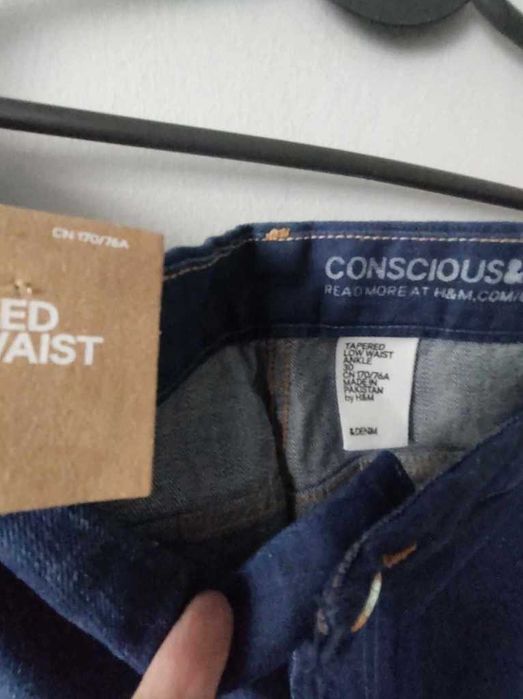 CN 170/76A
ED
WAIST
CONSCIOUS&
READ MORE AT H&M.COM/
TAPERED
LOW WAIST
ANKLE
30
CN 170/76A
MADE IN
PAKISTAN
by H&M
&DENIM